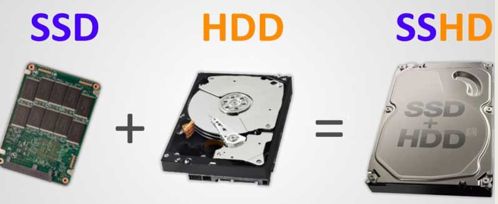 SSD HDD SSHD
+ =
SSD
+
HDD